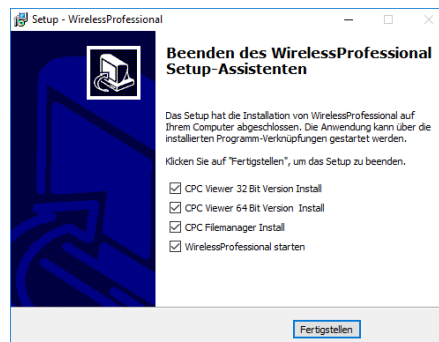 Setup - WirelessProfessional
Beenden des WirelessProfessional
Setup-Assistenten
Das Setup hat die Installation von WirelessProfessional auf
Ihrem Computer abgeschlossen. Die Anwendung kann über die
installierten Programm-Verknüpfungen gestartet werden.
Klicken Sie auf "Fertigstellen", um das Setup zu beenden.
CPC Viewer 32 Bit Version Install
CPC Viewer 64 Bit Version Install
CPC Filemanager Install
WirelessProfessional starten
Fertigstellen